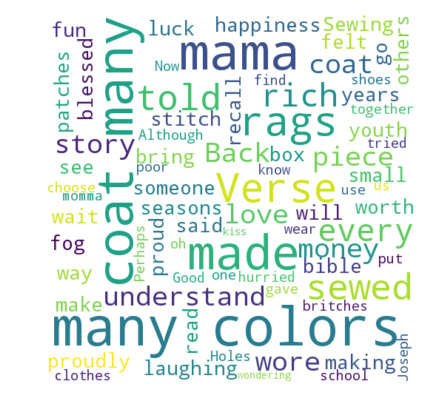 fun
luck
happiness
Sewing
others
blessed
patches
coat many
mama
felt
coat
go
Now
find
shoes
told
recall
rich
years
together
stitch
rags
Although
youth
tried
story
Back
piece
see
bring
box
poor
someone
know
small
choose
momma
Verse
use
us
seasons
love
will
worth
wait
proud
said
kiss
wear
every
fog
Perhaps
oh
made
money
put
way
Good
one
hurried
bible
make
understand
gave
sewed
britches
many colors
read
Joseph
proudly
Holes
wore
making
laughing
clothes
wondering
school